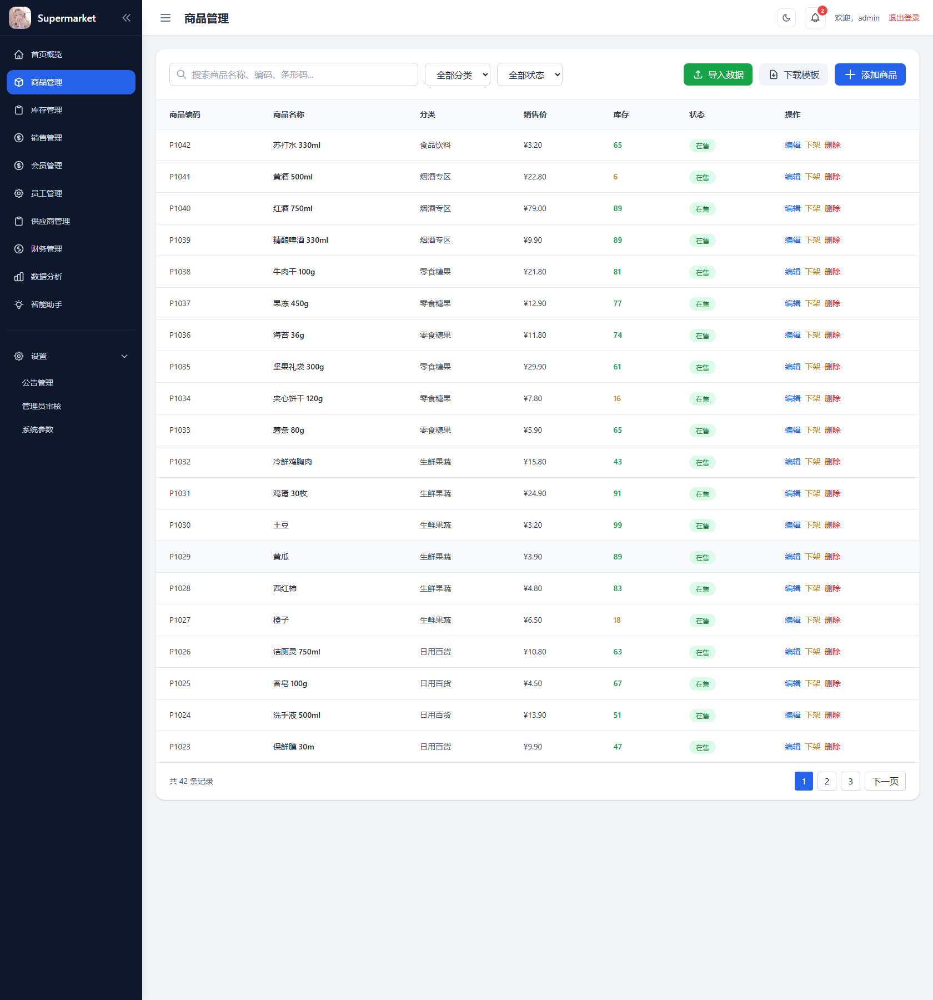 Supermarket
首页概览
商品管理
库存管理
销售管理
会员管理
员工管理
供应商管理
财务管理
数据分析
智能助手
设置
公告管理
管理员审核
系统参数
商品管理
2
欢迎，admin 退出登录
搜索商品名称、编码、条形码... 全部分类 全部状态 导入数据 下载模板 添加商品
商品编码 商品名称 分类 销售价 库存 状态 操作
P1042 苏打水 330ml 食品饮料 ¥3.20 65 在售 编辑 下架 删除
P1041 黄酒 500ml 烟酒专区 ¥22.80 6 在售 编辑 下架 删除
P1040 红酒 750ml 烟酒专区 ¥79.00 89 在售 编辑 下架 删除
P1039 精酿啤酒 330ml 烟酒专区 ¥9.90 89 在售 编辑 下架 删除
P1038 牛肉干 100g 零食糖果 ¥21.80 81 在售 编辑 下架 删除
P1037 果冻 450g 零食糖果 ¥12.90 77 在售 编辑 下架 删除
P1036 海苔 36g 零食糖果 ¥11.80 74 在售 编辑 下架 删除
P1035 坚果礼袋 300g 零食糖果 ¥29.90 61 在售 编辑 下架 删除
P1034 夹心饼干 120g 零食糖果 ¥7.80 16 在售 编辑 下架 删除
P1033 薯条 80g 零食糖果 ¥5.90 65 在售 编辑 下架 删除
P1032 冷鲜鸡胸肉 生鲜果蔬 ¥15.80 43 在售 编辑 下架 删除
P1031 鸡蛋 30枚 生鲜果蔬 ¥24.90 91 在售 编辑 下架 删除
P1030 土豆 生鲜果蔬 ¥3.20 99 在售 编辑 下架 删除
P1029 黄瓜 生鲜果蔬 ¥3.90 89 在售 编辑 下架 删除
P1028 西红柿 生鲜果蔬 ¥4.80 83 在售 编辑 下架 删除
P1027 橙子 生鲜果蔬 ¥6.50 18 在售 编辑 下架 删除
P1026 洁厕灵 750ml 日用百货 ¥10.80 63 在售 编辑 下架 删除
P1025 香皂 100g 日用百货 ¥4.50 67 在售 编辑 下架 删除
P1024 洗手液 500ml 日用百货 ¥13.90 51 在售 编辑 下架 删除
P1023 保鲜膜 30m 日用百货 ¥9.90 47 在售 编辑 下架 删除
共 42 条记录 1 2 3 下一页